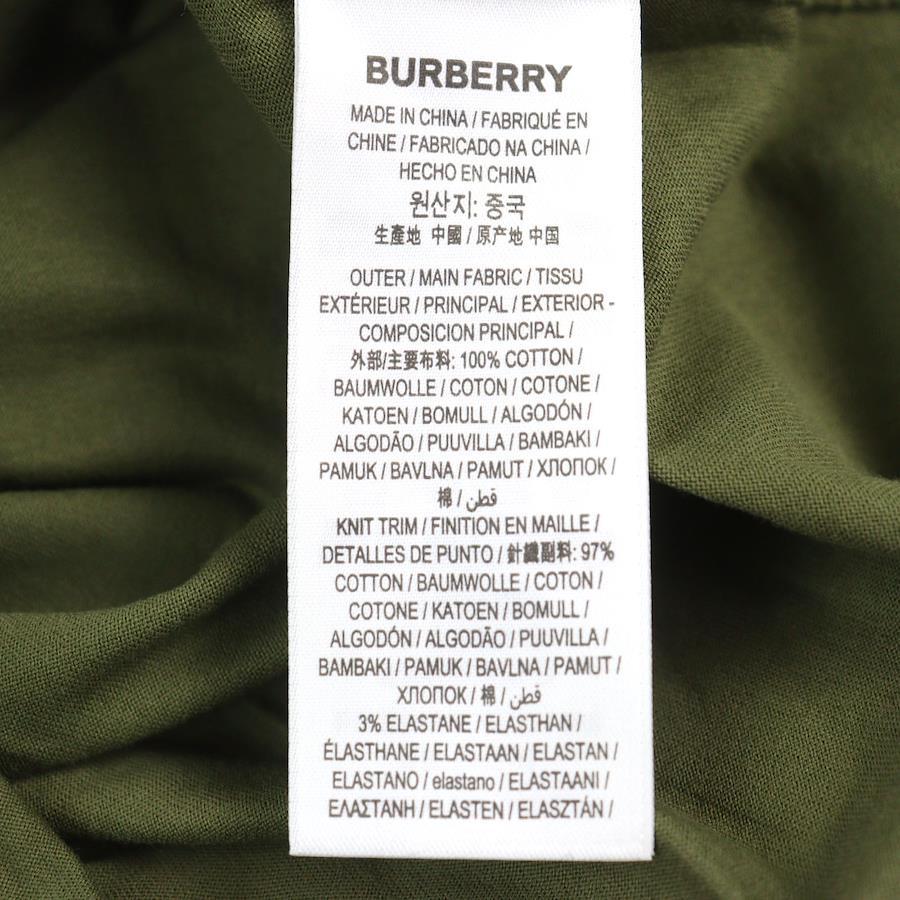 BURBERRY
MADE IN CHINA / FABRIQUÉ EN
CHINE / FABRICADO NA CHINA /
HECHO EN CHINA
원산지: 중국
生產地 中國 / 原产地 中国
OUTER / MAIN FABRIC / TISSU
EXTÉRIEUR / PRINCIPAL / EXTERIOR -
COMPOSICION PRINCIPAL /
外部/主要布料: 100% COTTON /
BAUMWOLLE / COTON / COTONE /
KATOEN / BOMULL / ALGODÓN /
ALGODÃO / PUUVILLA / BAMBAKI /
PAMUK / BAVLNA / PAMUT / ХЛОПОК /
棉 / قطن /
KNIT TRIM / FINITION EN MAILLE /
DETALLES DE PUNTO / 針織副料: 97%
COTTON / BAUMWOLLE / COTON /
COTONE / KATOEN / BOMULL /
ALGODÓN / ALGODÃO / PUUVILLA /
BAMBAKI / PAMUK / BAVLNA / PAMUT /
ХЛОПОК / 棉 / قطن /
3% ELASTANE / ELASTHAN /
ÉLASTHANE / ELASTAAN / ELASTAN /
ELASTANO / elastano / ELASTAANI /
ΕΛΑΣΤΑΝΗ / ELASTEN / ELASZTÁN /